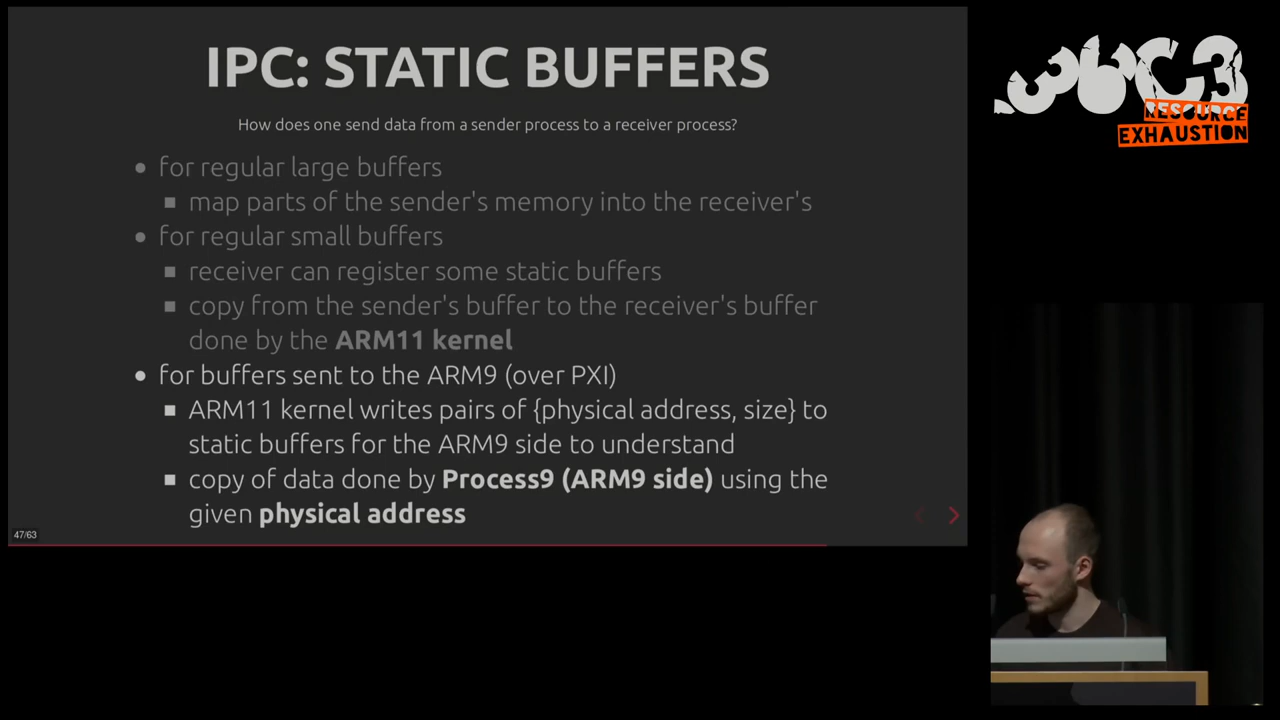 IPC: STATIC BUFFERS
How does one send data from a sender process to a receiver process?
● for regular large buffers
■ map parts of the sender's memory into the receiver's
● for regular small buffers
■ receiver can register some static buffers
■ copy from the sender's buffer to the receiver's buffer
done by the ARM11 kernel
● for buffers sent to the ARM9 (over PXI)
■ ARM11 kernel writes pairs of {physical address, size} to
static buffers for the ARM9 side to understand
■ copy of data done by Process9 (ARM9 side) using the
given physical address
47/63
36C3
RESOURCE
EXHAUSTION